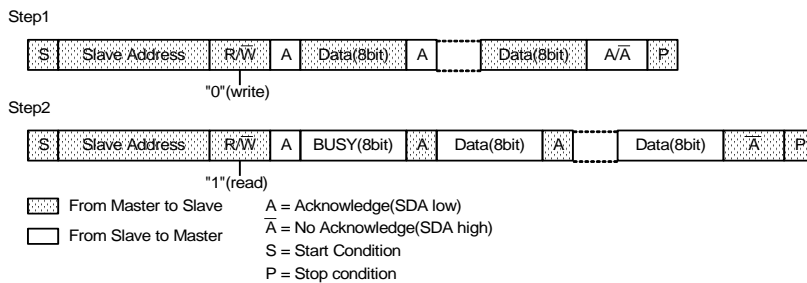 Step1
S Slave Address R/W̅ A Data(8bit) A Data(8bit) A/A̅ P
"0"(write)
Step2
S Slave Address R/W̅ A BUSY(8bit) A Data(8bit) A Data(8bit) A̅ P
"1"(read)
From Master to Slave
From Slave to Master
A = Acknowledge(SDA low)
A̅ = No Acknowledge(SDA high)
S = Start Condition
P = Stop condition